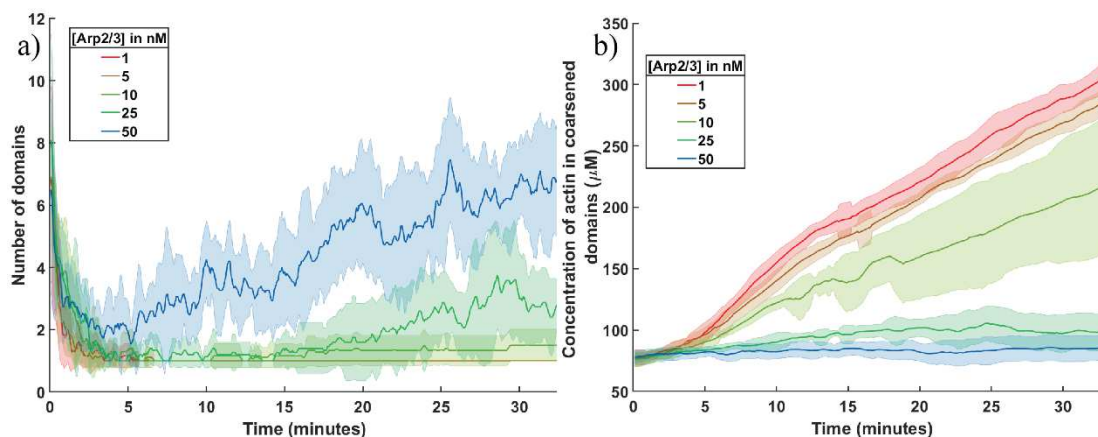 a)
12
10
8
6
4
2
0
Number of domains
[Arp2/3] in nM
1
5
10
25
50
0 5 10 15 20 25 30
Time (minutes)
b)
350
300
250
200
150
100
50
Concentration of actin in coarsened
domains (μM)
[Arp2/3] in nM
1
5
10
25
50
0 5 10 15 20 25 30
Time (minutes)